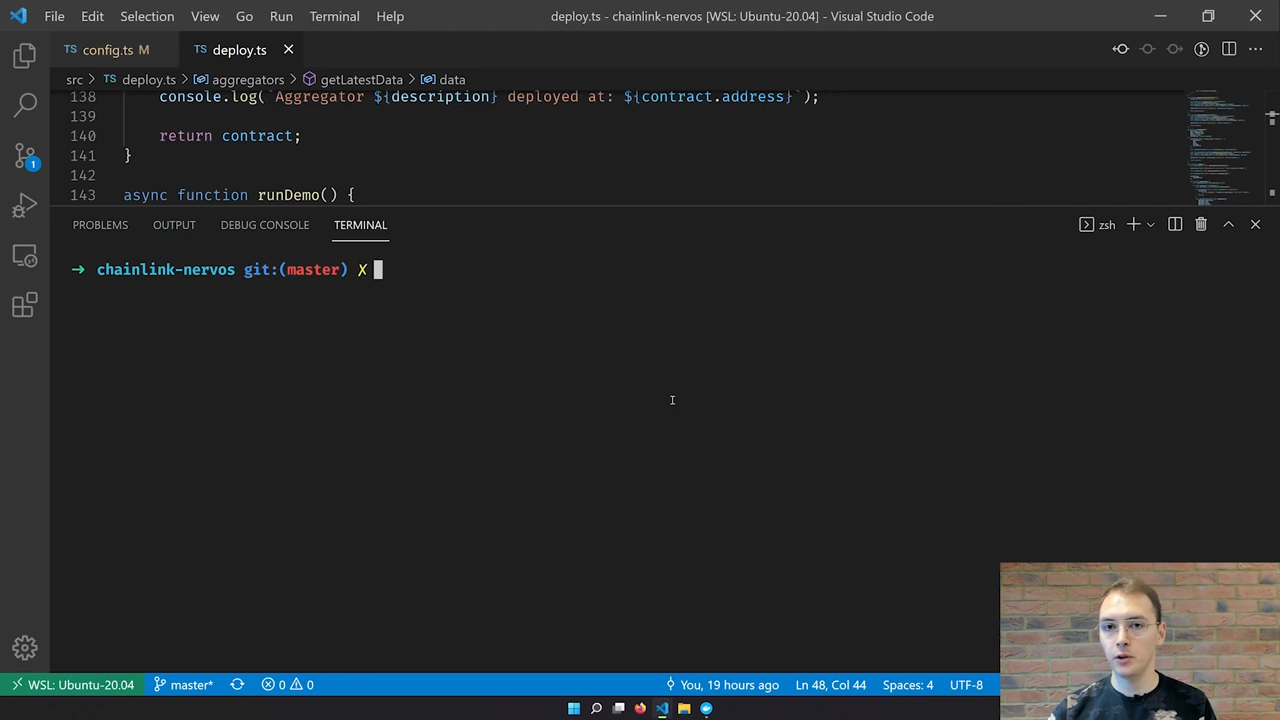 File Edit Selection View Go Run Terminal Help
deploy.ts - chainlink-nervos [WSL: Ubuntu-20.04] - Visual Studio Code
TS config.ts M
TS deploy.ts
src > TS deploy.ts > aggregators > getLatestData > data
138 console.log(`Aggregator ${description} deployed at: ${contract.address}`);
139
140 return contract;
141 }
142
143 async function runDemo() {
PROBLEMS OUTPUT DEBUG CONSOLE TERMINAL
zsh
→ chainlink-nervos git:(master) ✗
1
WSL: Ubuntu-20.04 master* 0 0 You, 19 hours ago Ln 48, Col 44 Spaces: 4 UTF-8